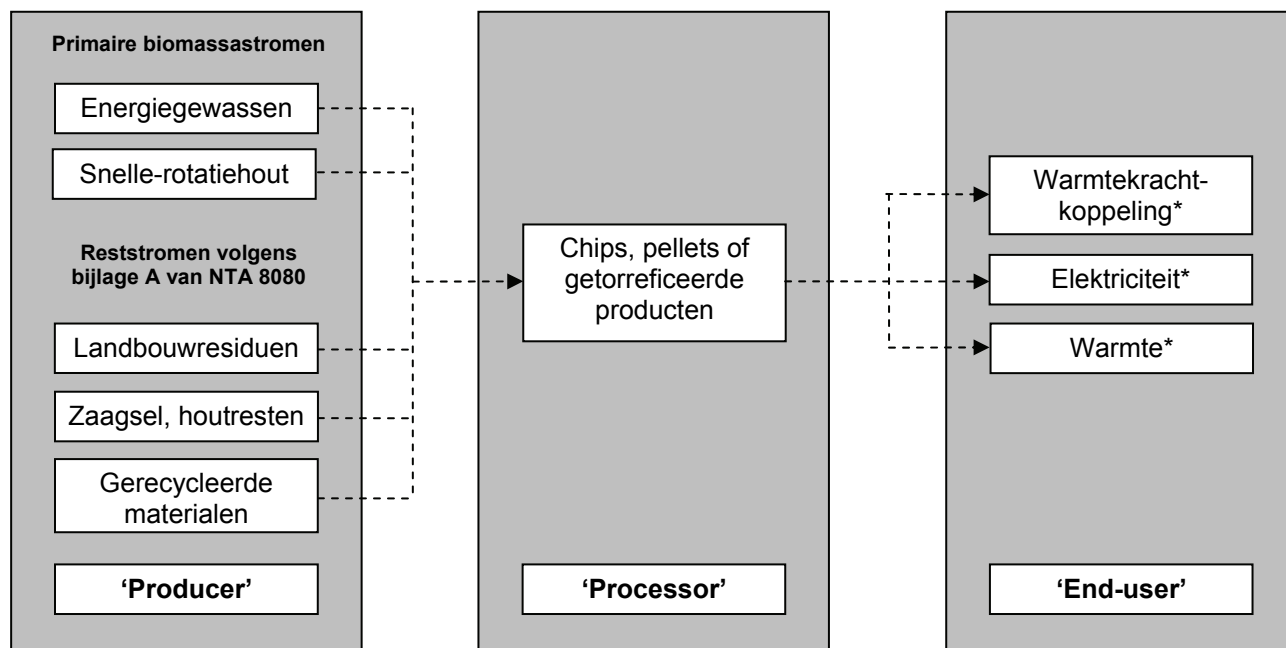 Primaire biomassastromen
Energiegewassen
Snelle-rotatiehout
Reststromen volgens
bijlage A van NTA 8080
Landbouwresiduen
Zaagsel, houtresten
Gerecycleerde
materialen
‘Producer’
Chips, pellets of
getorreficeerde
producten
‘Processor’
Warmtekracht-
koppeling*
Elektriciteit*
Warmte*
‘End-user’